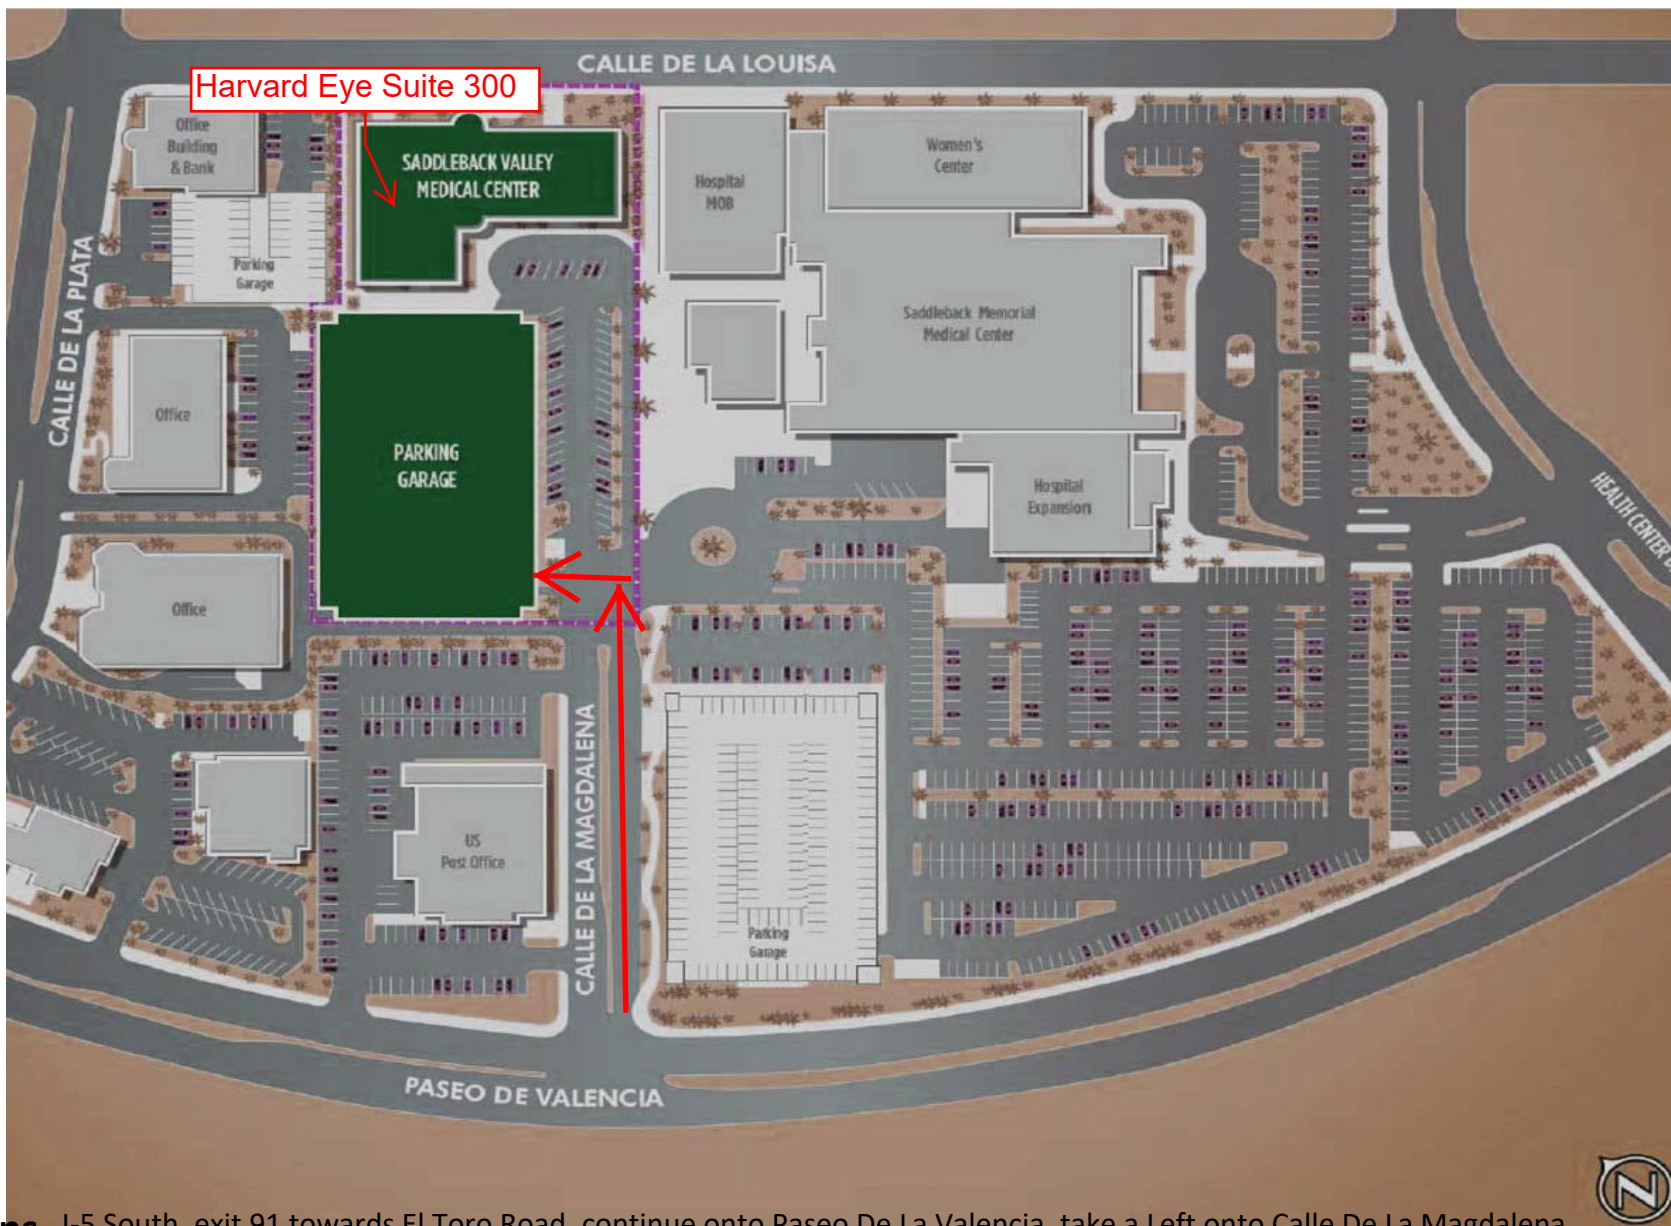 CALLE DE LA LOUISA
Harvard Eye Suite 300
Office
Building
& Bank
SADDLEBACK VALLEY
MEDICAL CENTER
Hospital
MOB
Women's
Center
CALLE DE LA PLATA
Parking
Garage
Saddleback Memorial
Medical Center
Office
PARKING
GARAGE
Hospital
Expansion
HEALTH CENTER
Office
CALLE DE LA MAGDALENA
US
Post Office
Parking
Garage
PASEO DE VALENCIA
N
I-5 South, exit 91 towards El Toro Road, continue onto Paseo De La Valencia, take a Left onto Calle De La Magdalena